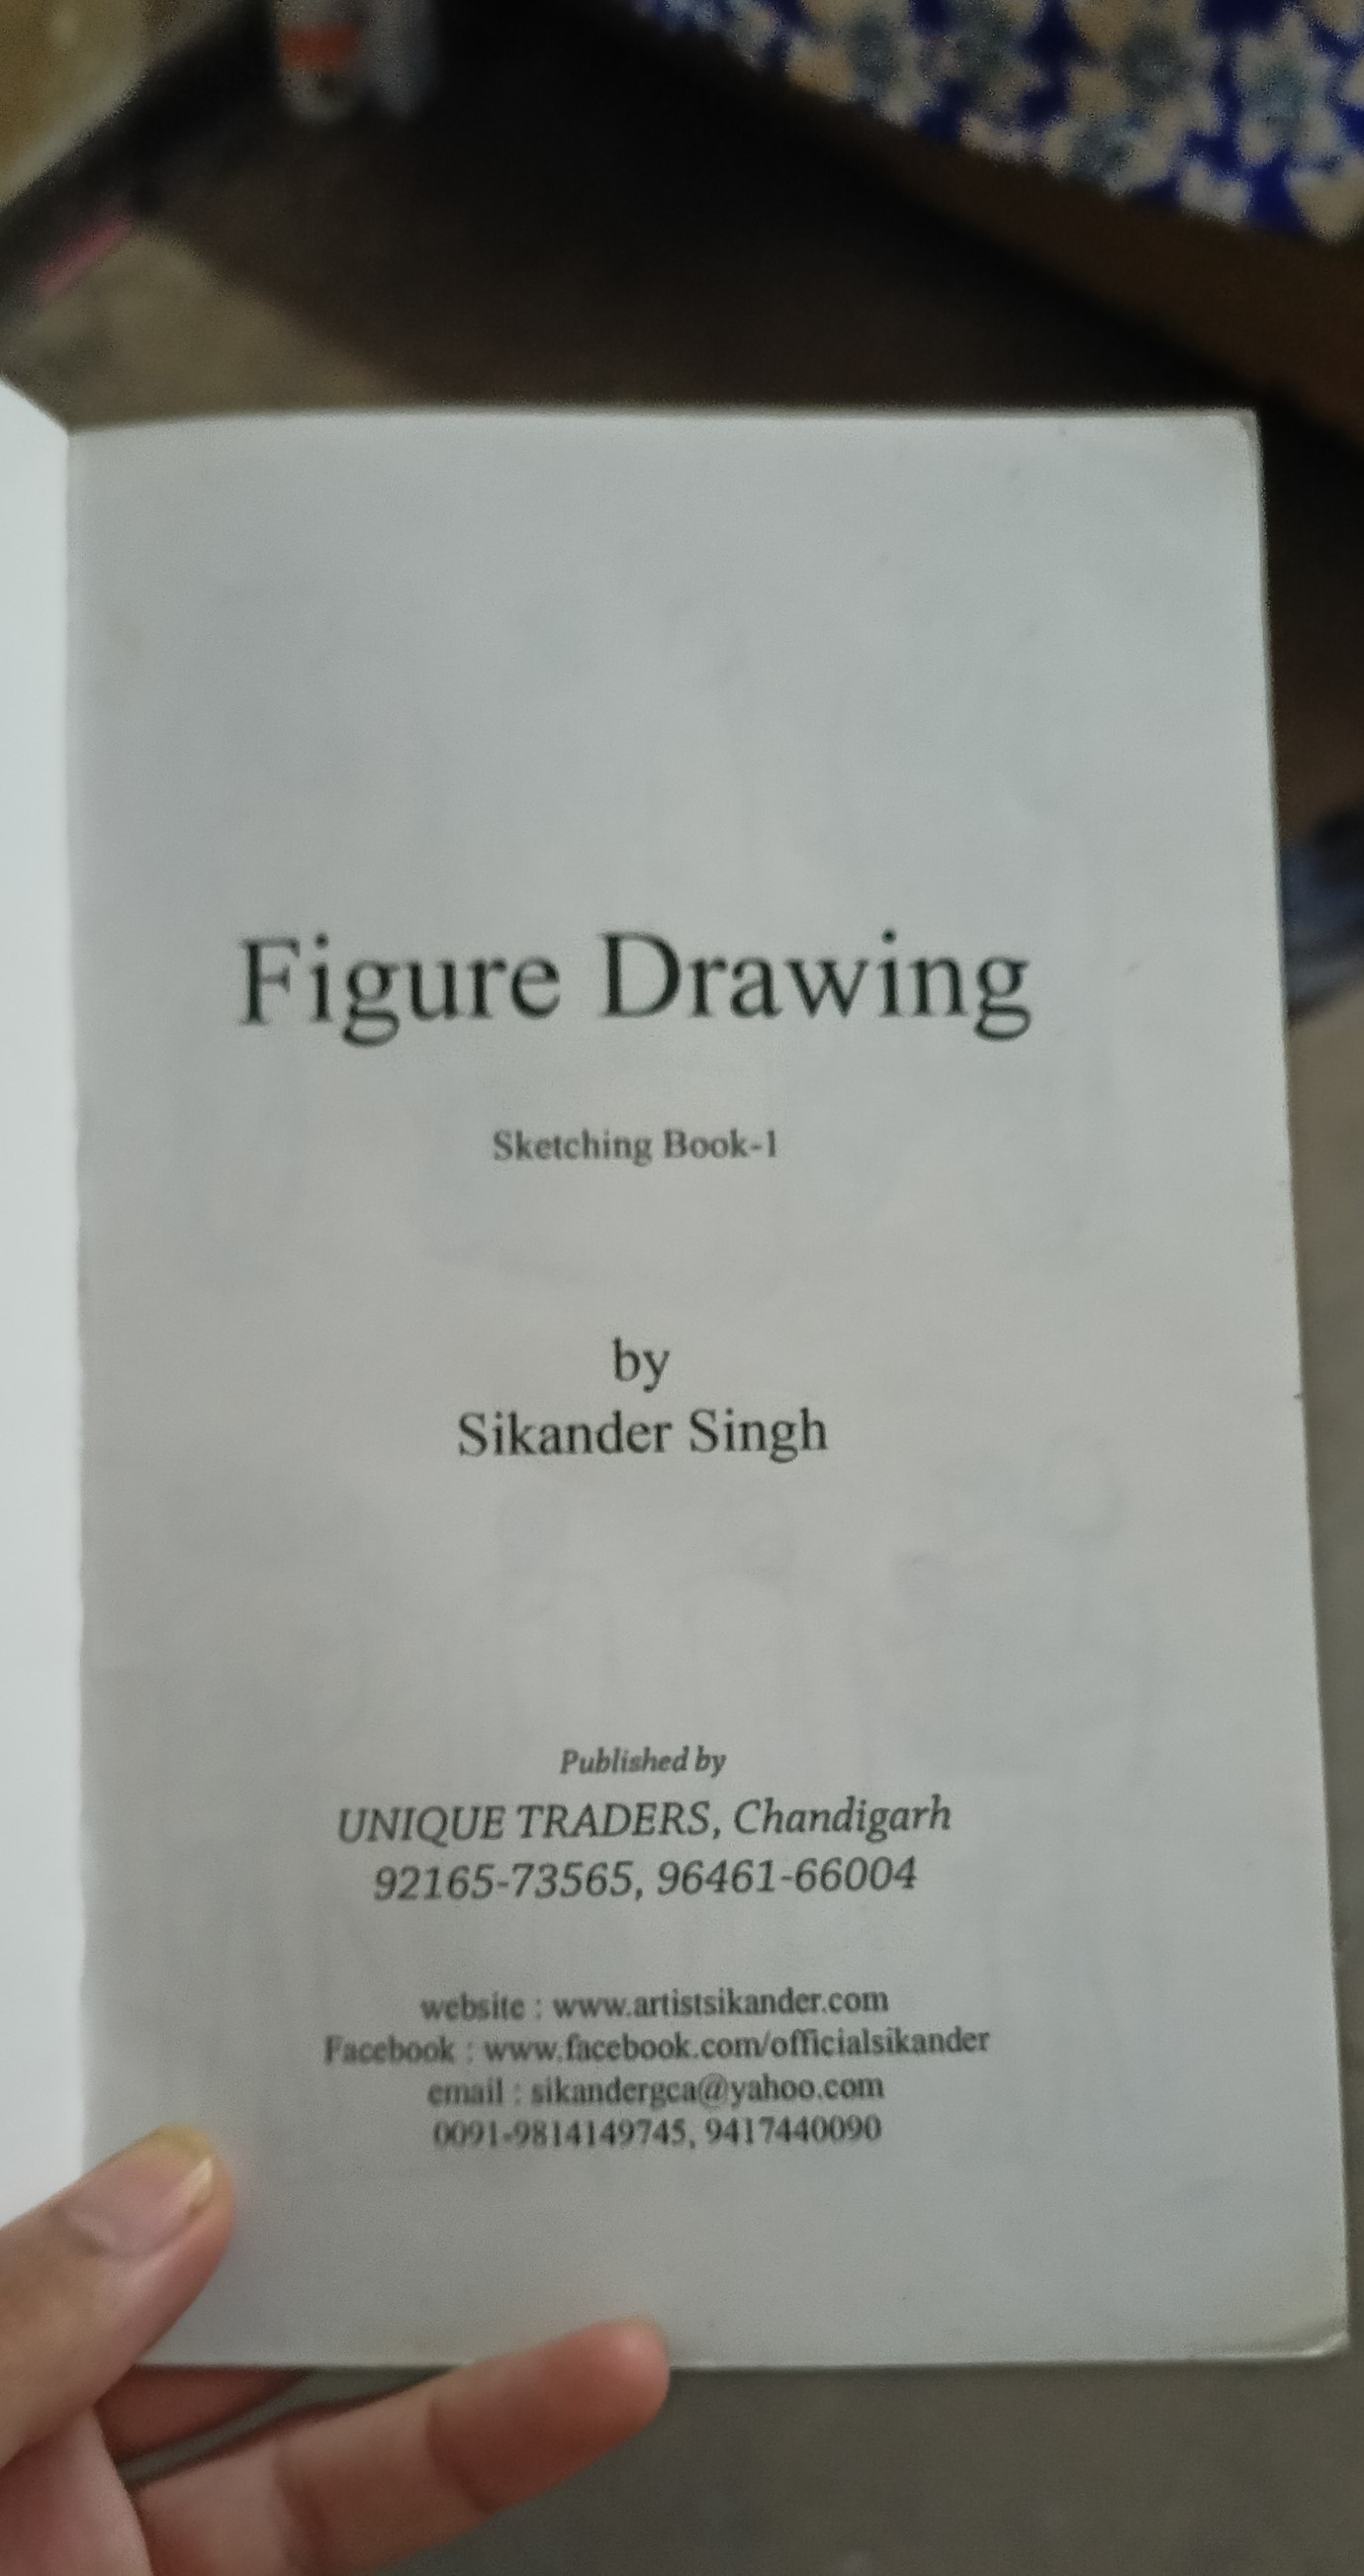 Figure Drawing
Sketching Book-1
by
Sikander Singh
Published by
UNIQUE TRADERS, Chandigarh
92165-73565, 96461-66004
website : www.artistsikander.com
Facebook : www.facebook.com/officialsikander
email : sikandergca@yahoo.com
0091-9814149745, 9417440090